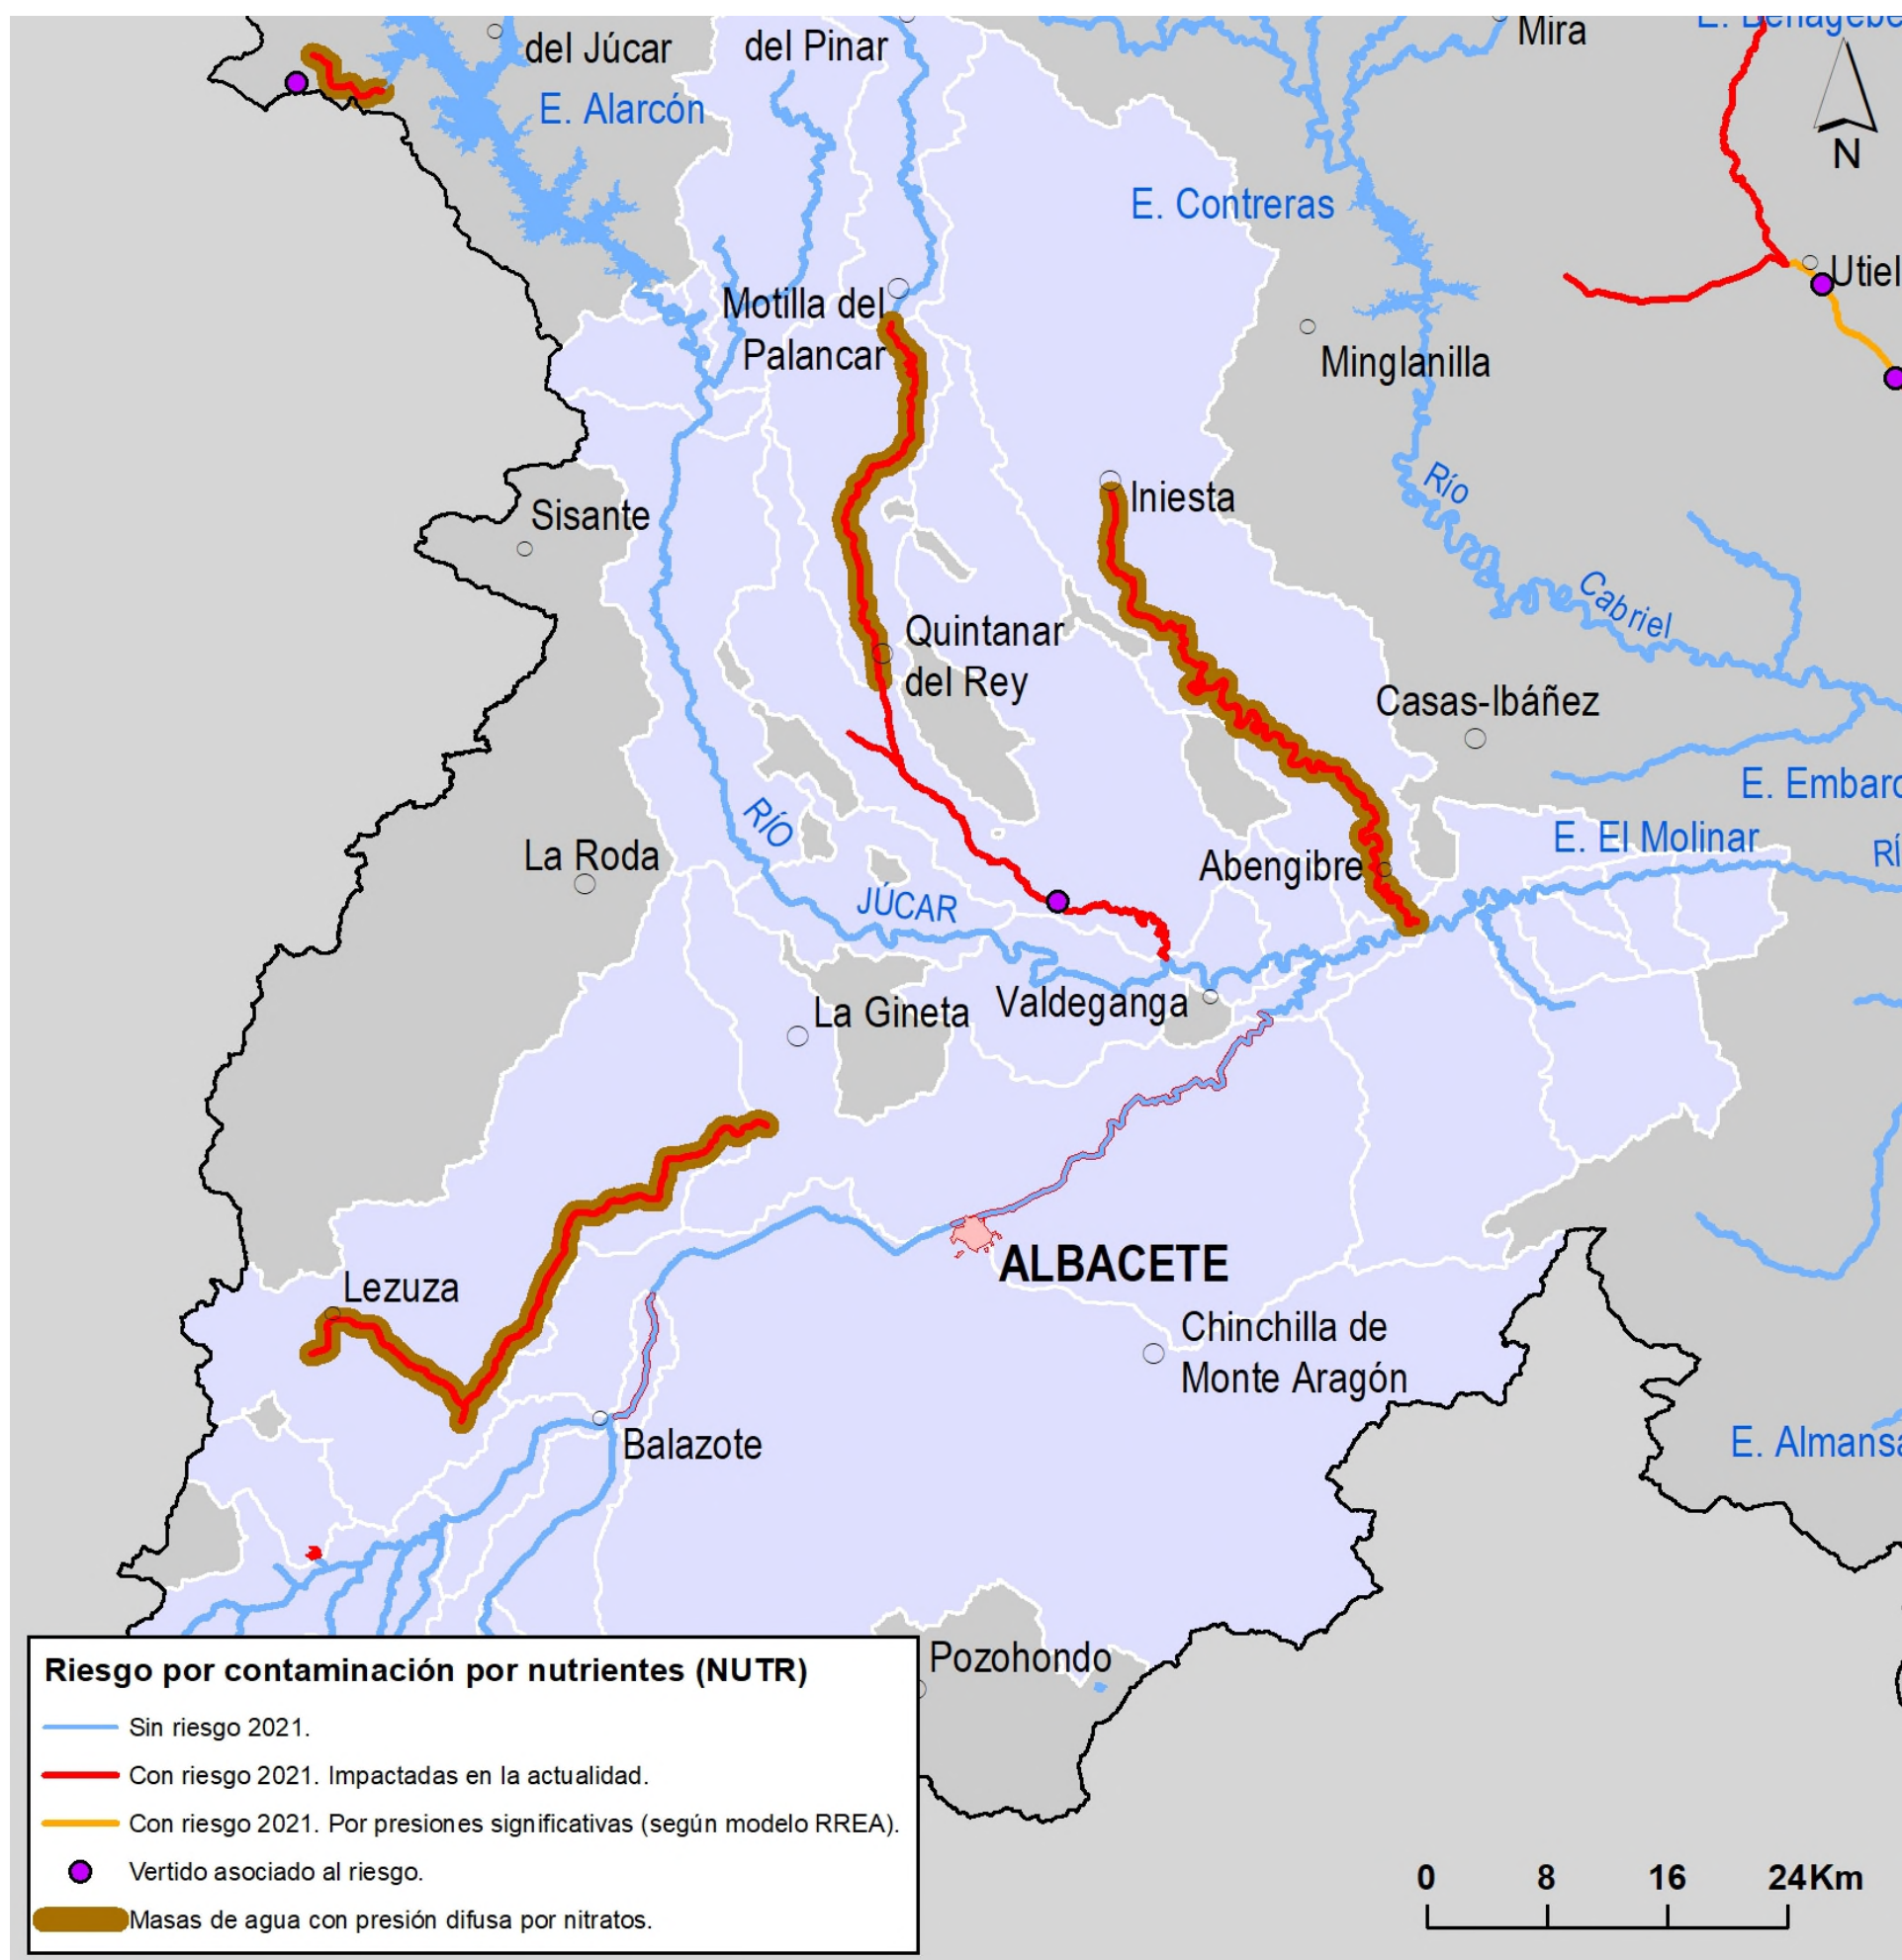 del Júcar
del Pinar
Mira
E. Alarcón
N
E. Contreras
Utiel
Motilla del
Palancar
Minglanilla
Río
Iniesta
Sisante
Cabriel
Quintanar
del Rey
Casas-Ibáñez
E. Embarc
RÍO
E. El Molinar
RÍ
La Roda
Abengibre
JÚCAR
Valdeganga
La Gineta
ALBACETE
Lezuza
Chinchilla de
Monte Aragón
Balazote
E. Almansa
Pozohondo
Riesgo por contaminación por nutrientes (NUTR)
Sin riesgo 2021.
Con riesgo 2021. Impactadas en la actualidad.
Con riesgo 2021. Por presiones significativas (según modelo RREA).
Vertido asociado al riesgo.
Masas de agua con presión difusa por nitratos.
0 8 16 24Km